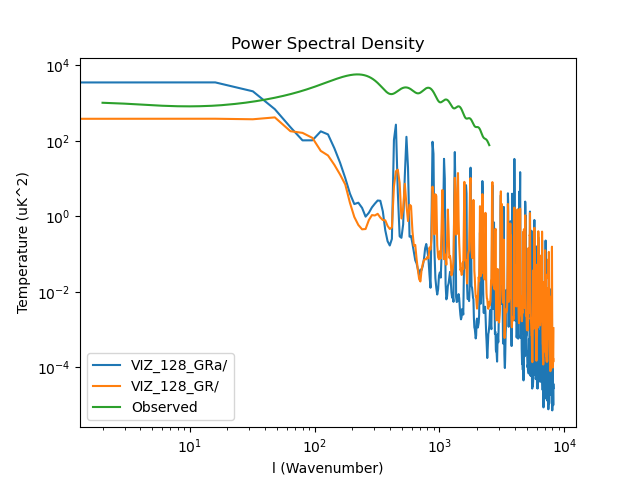 Power Spectral Density
Temperature (uK^2)
10^4
10^2
10^0
10^−2
10^−4
VIZ_128_GRa/
VIZ_128_GR/
Observed
10^1
10^2
10^3
10^4
l (Wavenumber)